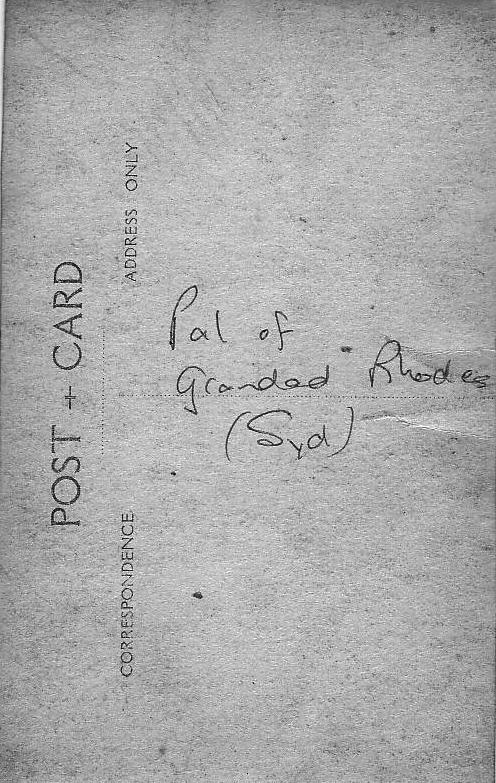 POST + CARD
CORRESPONDENCE
ADDRESS ONLY
Pal of
Grandad Rhodes
(Syd)